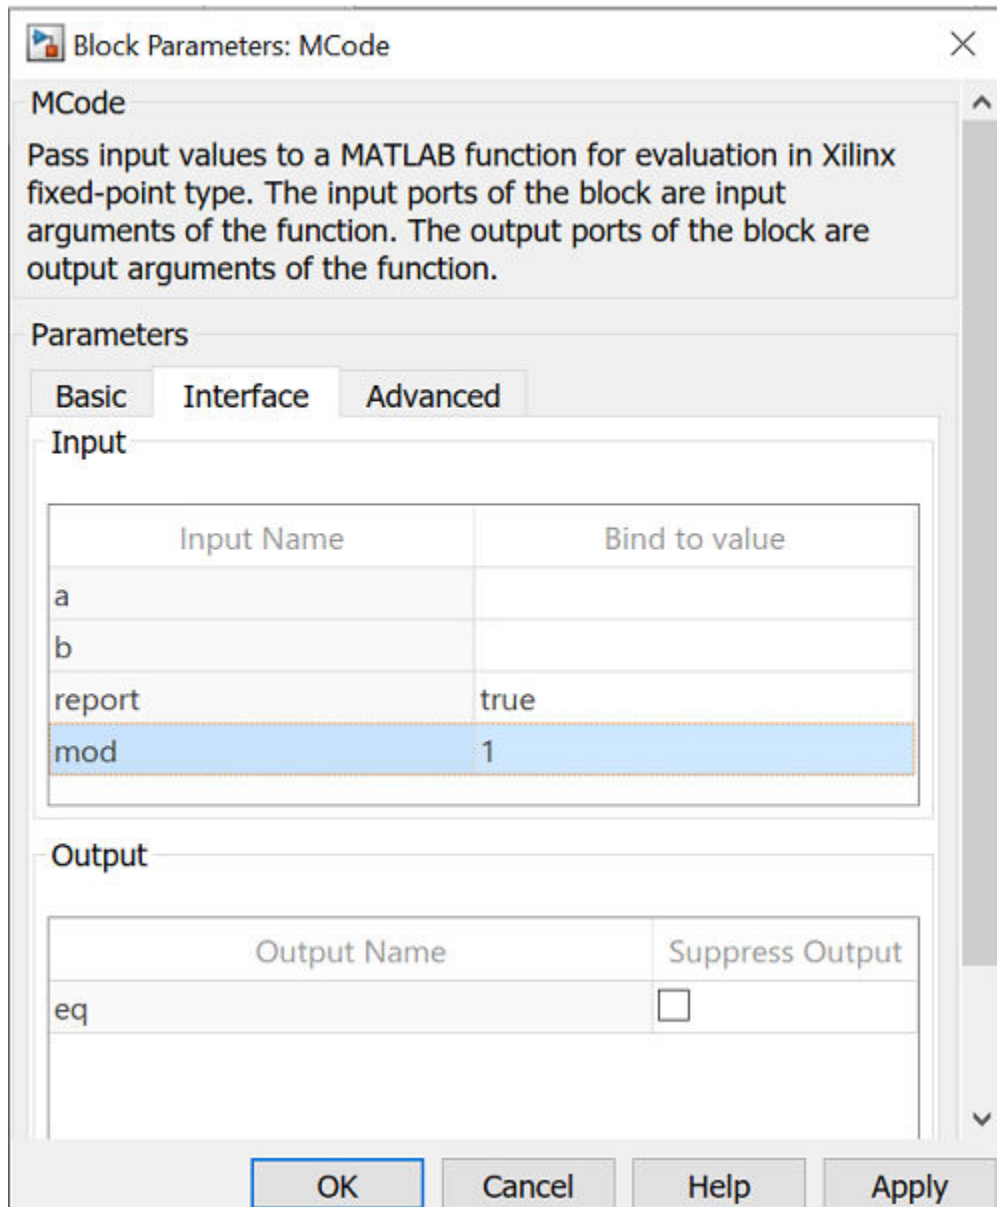 Block Parameters: MCode
MCode
Pass input values to a MATLAB function for evaluation in Xilinx
fixed-point type. The input ports of the block are input
arguments of the function. The output ports of the block are
output arguments of the function.
Parameters
Basic Interface Advanced
Input
Input Name Bind to value
a
b
report true
mod 1
Output
Output Name Suppress Output
eq
OK Cancel Help Apply